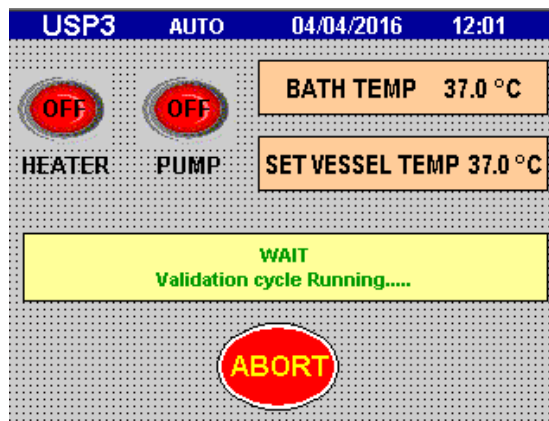 USP3 AUTO 04/04/2016 12:01
OFF OFF BATH TEMP 37.0 °C
HEATER PUMP SET VESSEL TEMP 37.0 °C
WAIT
Validation cycle Running.....
ABORT